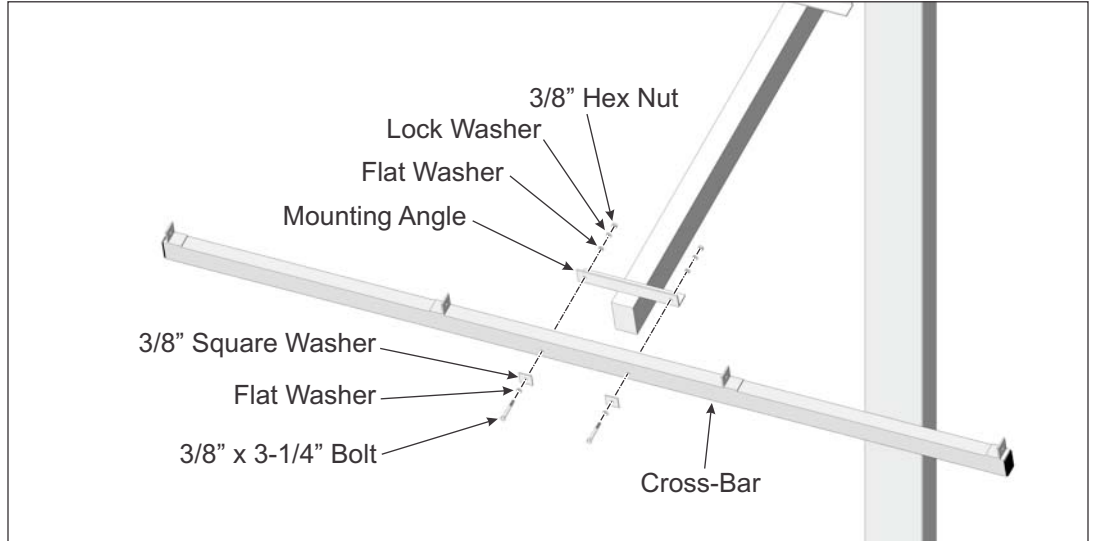 3/8” Hex Nut
Lock Washer
Flat Washer
Mounting Angle
3/8” Square Washer
Flat Washer
3/8” x 3-1/4” Bolt
Cross-Bar